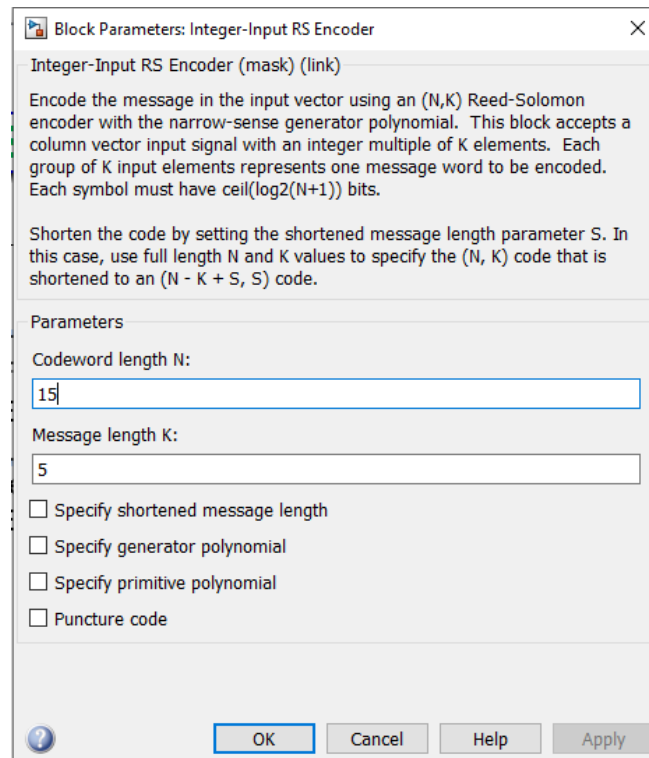 Block Parameters: Integer-Input RS Encoder
Integer-Input RS Encoder (mask) (link)
Encode the message in the input vector using an (N,K) Reed-Solomon
encoder with the narrow-sense generator polynomial.  This block accepts a
column vector input signal with an integer multiple of K elements.  Each
group of K input elements represents one message word to be encoded.
Each symbol must have ceil(log2(N+1)) bits.
Shorten the code by setting the shortened message length parameter S. In
this case, use full length N and K values to specify the (N, K) code that is
shortened to an (N - K + S, S) code.
Parameters
Codeword length N:
15
Message length K:
5
Specify shortened message length
Specify generator polynomial
Specify primitive polynomial
Puncture code
OK Cancel Help Apply